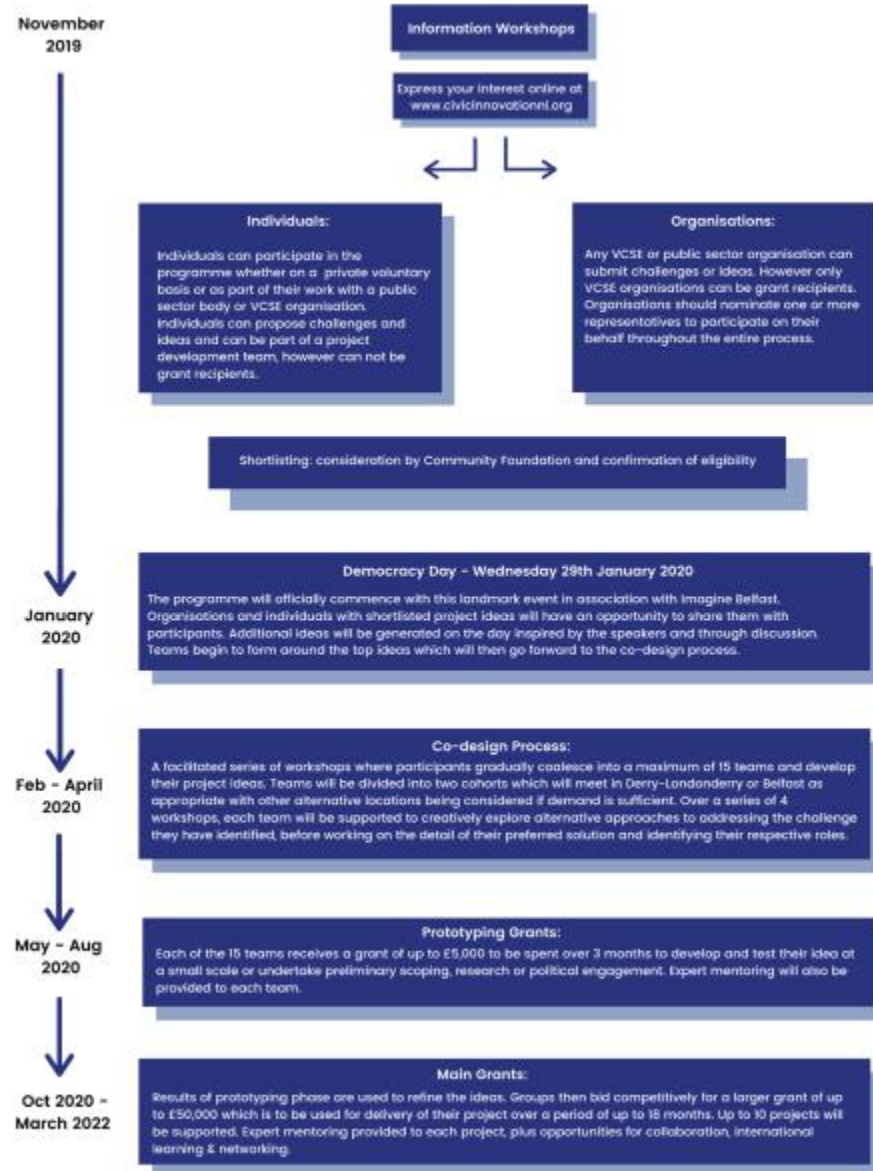 November
2019
Information Workshops
Express your interest online at
www.civicinnovationni.org
Individuals:
Individuals can participate in the
programme whether on a private voluntary
basis or as part of their work with a public
sector body or VCSE organisation.
Individuals can propose challenges and
ideas and can be part of a project
development team, however can not be
grant recipients.
Organisations:
Any VCSE or public sector organisation can
submit challenges or ideas. However only
VCSE organisations can be grant recipients.
Organisations should nominate one or more
representatives to participate on their
behalf throughout the entire process.
Shortlisting: consideration by Community Foundation and confirmation of eligibility
January
2020
Democracy Day - Wednesday 29th January 2020
The programme will officially commence with this landmark event in association with Imagine Belfast.
Organisations and individuals with shortlisted project ideas will have an opportunity to share them with
participants. Additional ideas will be generated on the day inspired by the speakers and through discussion.
Teams begin to form around the top ideas which will then go forward to the co-design process.
Feb - April
2020
Co-design Process:
A facilitated series of workshops where participants gradually coalesce into a maximum of 15 teams and develop
their project ideas. Teams will be divided into two cohorts which will meet in Derry-Londonderry or Belfast as
appropriate with other alternative locations being considered if demand is sufficient. Over a series of 4
workshops, each team will be supported to creatively explore alternative approaches to addressing the challenge
they have identified, before working on the detail of their preferred solution and identifying their respective roles.
May - Aug
2020
Prototyping Grants:
Each of the 15 teams receives a grant of up to £5,000 to be spent over 3 months to develop and test their idea at
a small scale or undertake preliminary scoping, research or political engagement. Expert mentoring will also be
provided to each team.
Oct 2020 -
March 2022
Main Grants:
Results of prototyping phase are used to refine the ideas. Groups then bid competitively for a larger grant of up
to £50,000 which is to be used for delivery of their project over a period of up to 18 months. Up to 10 projects will
be supported. Expert mentoring provided to each project, plus opportunities for collaboration, international
learning & networking.